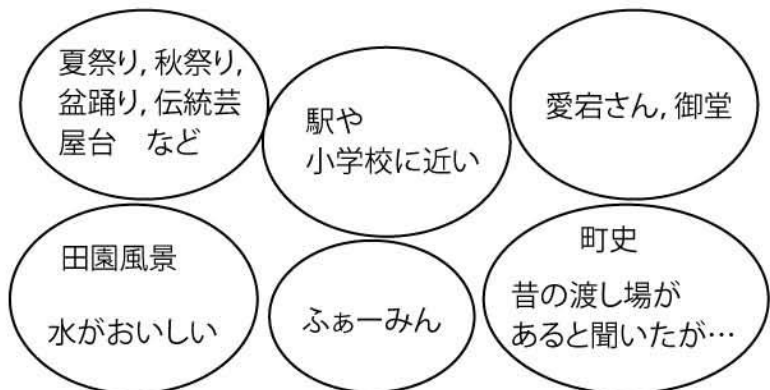 夏祭り, 秋祭り,
盆踊り, 伝統芸
屋台　など
駅や
小学校に近い
愛宕さん, 御堂
田園風景
水がおいしい
ふぁーみん
町史
昔の渡し場が
あると聞いたが…